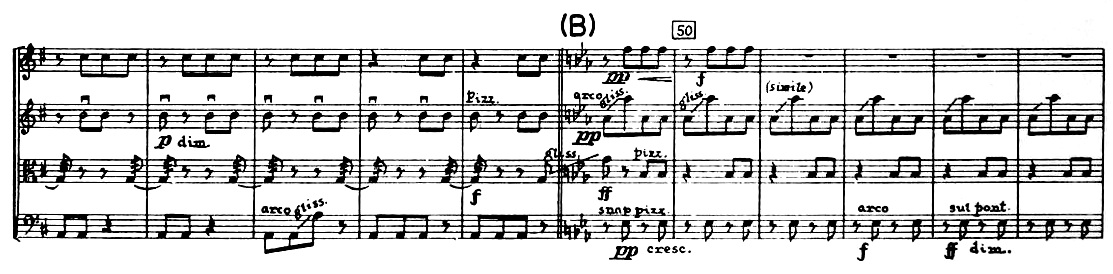 (B)
50
pp f
pizz. arco gliss. gliss. (simile)
p dim. pp
gliss. pizz.
f ff
arco gliss. snap pizz. arco sul pont.
pp cresc. f ff dim.